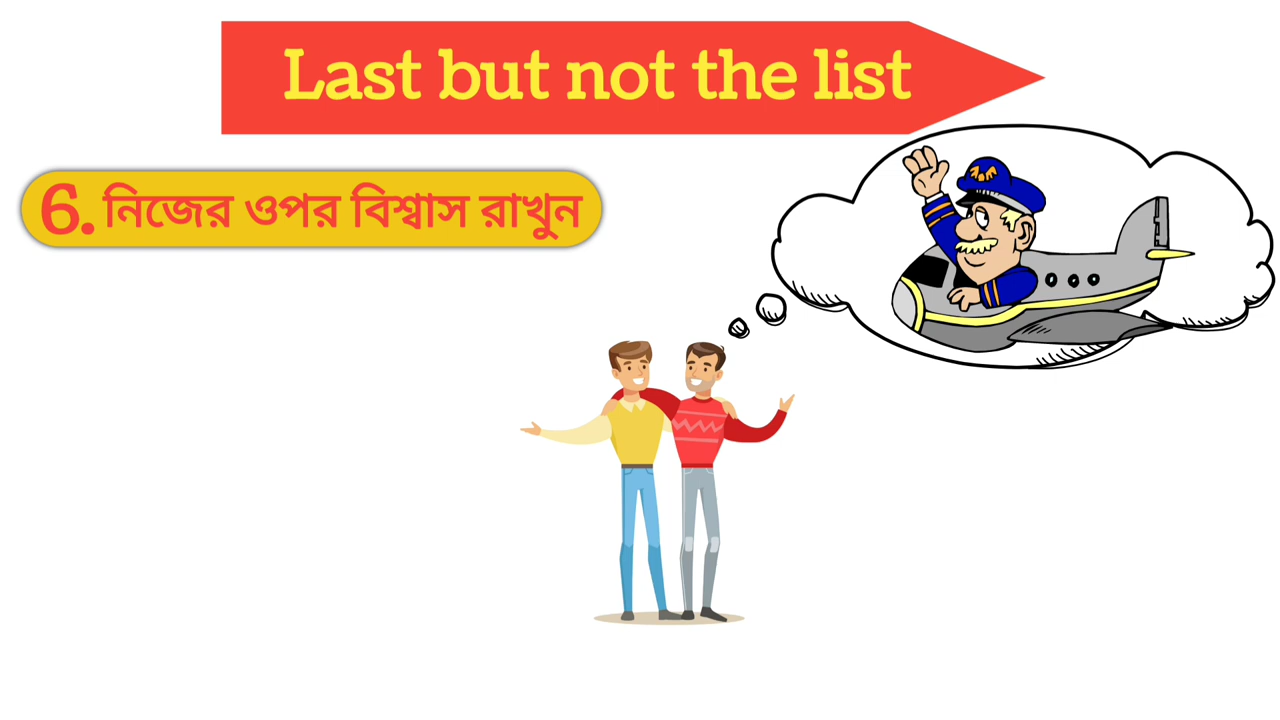 Last but not the list
6. নিজের ওপর বিশ্বাস রাখুন